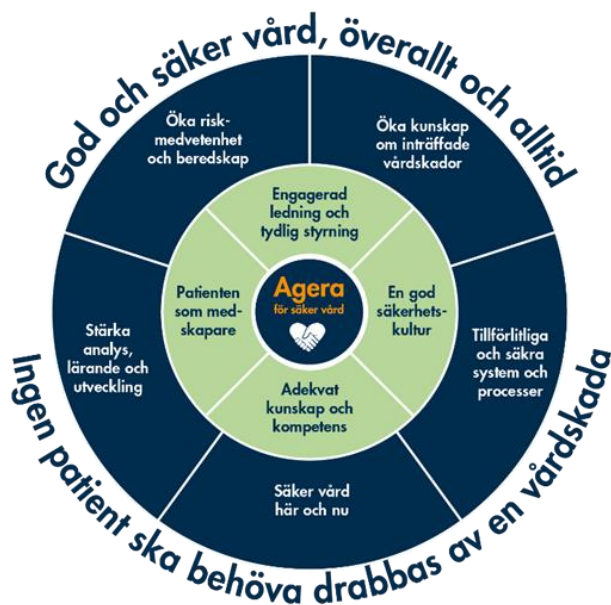 God och säker vård, överallt och alltid
Öka risk-
medvetenhet
och beredskap
Öka kunskap
om inträffade
vårdskador
Engagerad
ledning och
tydlig styrning
Patienten
som med-
skapare
Agera
för säker vård
En god
säkerhets-
kultur
Stärka
analys,
lärande och
utveckling
Tillförlitliga
och säkra
system och
processer
Adekvat
kunskap och
kompetens
Säker vård
här och nu
Ingen patient ska behöva drabbas av en vårdskada